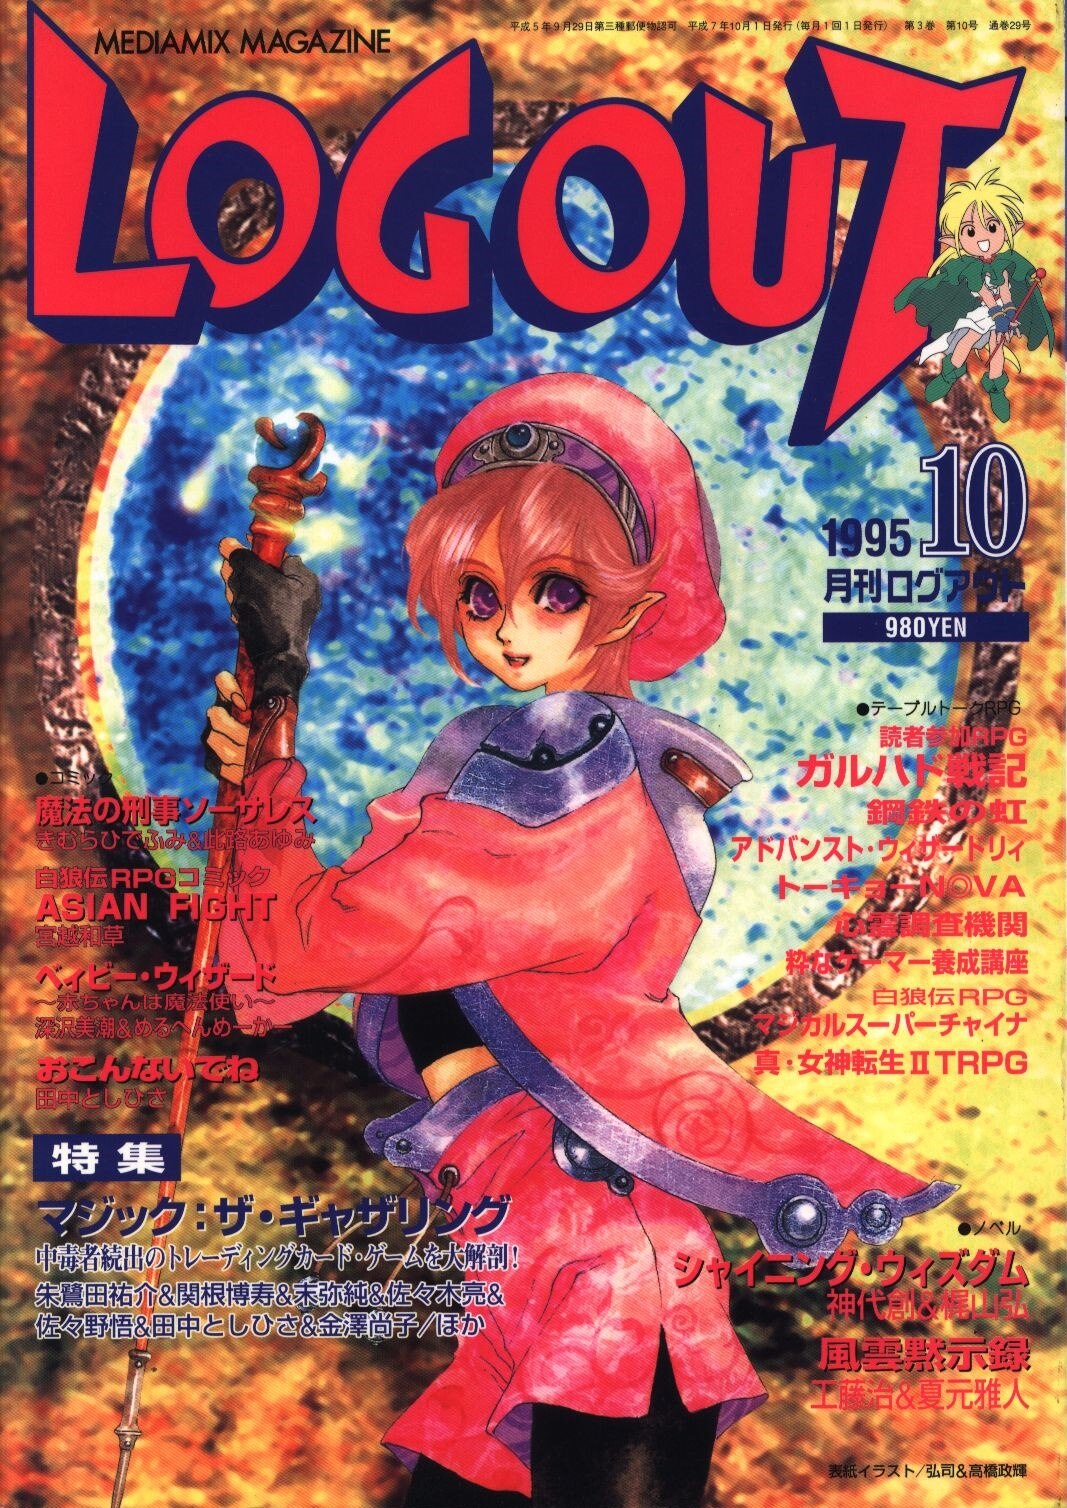 平成5年9月29日第三種郵便物認可 平成7年10月1日発行(毎月1回1日発行) 第3巻 第10号 通巻29号
MEDIAMIX MAGAZINE
LOGOUT
1995 10
月刊ログアウト
980YEN
●テーブルトークRPG
読者参加RPG
ガルハド戦記
鋼鉄の虹
アドバンスト・ウィザードリィ
トーキョーN◎VA
心霊調査機関
粋なゲーマー養成講座
白狼伝RPG
マジカルスーパーチャイナ
真・女神転生ⅡTRPG
●コミック
魔法の刑事ソーサレス
きむらひでふみ&此路あゆみ
白狼伝RPGコミック
ASIAN FIGHT
宮越和草
ベイビー・ウィザード
〜赤ちゃんは魔法使い〜
深沢美潮&めるへんめーかー
おこんないでね
田中としひさ
特集
マジック:ザ・ギャザリング
中毒者続出のトレーディングカード・ゲームを大解剖!
朱鷺田祐介&関根博寿&末弥純&佐々木亮&
佐々野悟&田中としひさ&金澤尚子/ほか
●ノベル
シャイニング・ウィズダム
神代創&梶山弘
風雲黙示録
工藤治&夏元雅人
表紙イラスト/弘司&高橋政輝